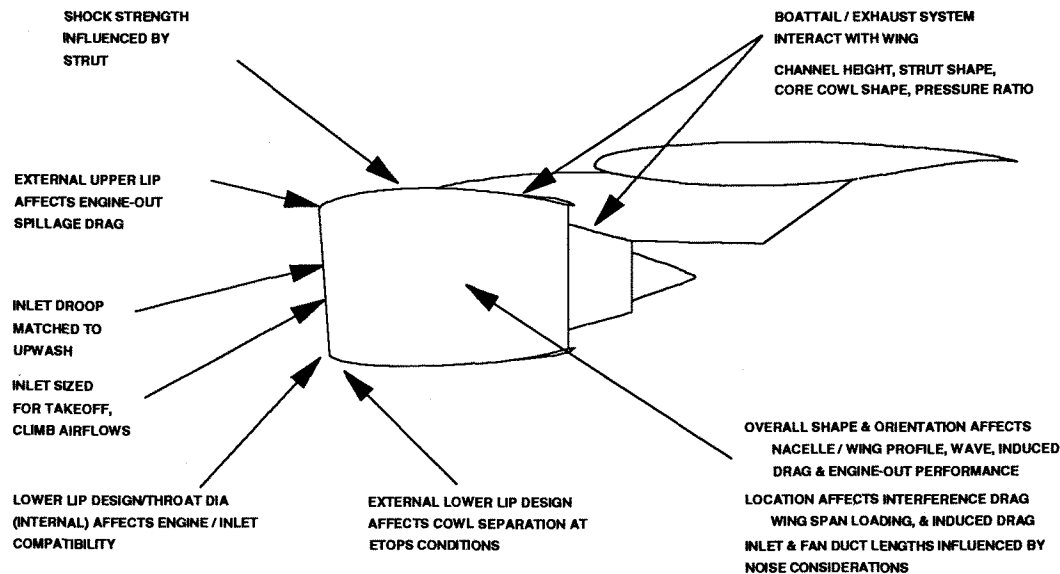 SHOCK STRENGTH
INFLUENCED BY
STRUT
BOATTAIL / EXHAUST SYSTEM
INTERACT WITH WING
CHANNEL HEIGHT, STRUT SHAPE,
CORE COWL SHAPE, PRESSURE RATIO
EXTERNAL UPPER LIP
AFFECTS ENGINE-OUT
SPILLAGE DRAG
INLET DROOP
MATCHED TO
UPWASH
INLET SIZED
FOR TAKEOFF,
CLIMB AIRFLOWS
LOWER LIP DESIGN/THROAT DIA
(INTERNAL) AFFECTS ENGINE / INLET
COMPATIBILITY
EXTERNAL LOWER LIP DESIGN
AFFECTS COWL SEPARATION AT
ETOPS CONDITIONS
OVERALL SHAPE & ORIENTATION AFFECTS
NACELLE / WING PROFILE, WAVE, INDUCED
DRAG & ENGINE-OUT PERFORMANCE
LOCATION AFFECTS INTERFERENCE DRAG
WING SPAN LOADING, & INDUCED DRAG
INLET & FAN DUCT LENGTHS INFLUENCED BY
NOISE CONSIDERATIONS